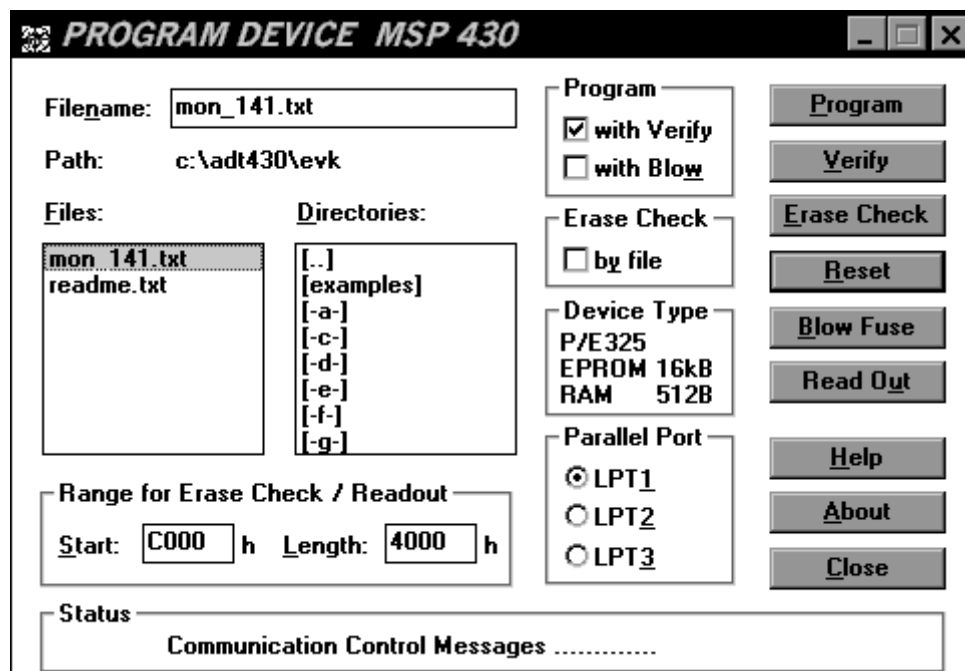 PROGRAM DEVICE MSP 430
Filename: mon_141.txt
Path: c:\adt430\evk
Files:
mon_141.txt
readme.txt
Directories:
[..]
[examples]
[-a-]
[-c-]
[-d-]
[-e-]
[-f-]
[-g-]
Range for Erase Check / Readout
Start: C000 h Length: 4000 h
Program
with Verify
with Blow
Erase Check
by file
Device Type
P/E325
EPROM 16kB
RAM 512B
Parallel Port
LPT1
LPT2
LPT3
Program
Verify
Erase Check
Reset
Blow Fuse
Read Out
Help
About
Close
Status
Communication Control Messages .............